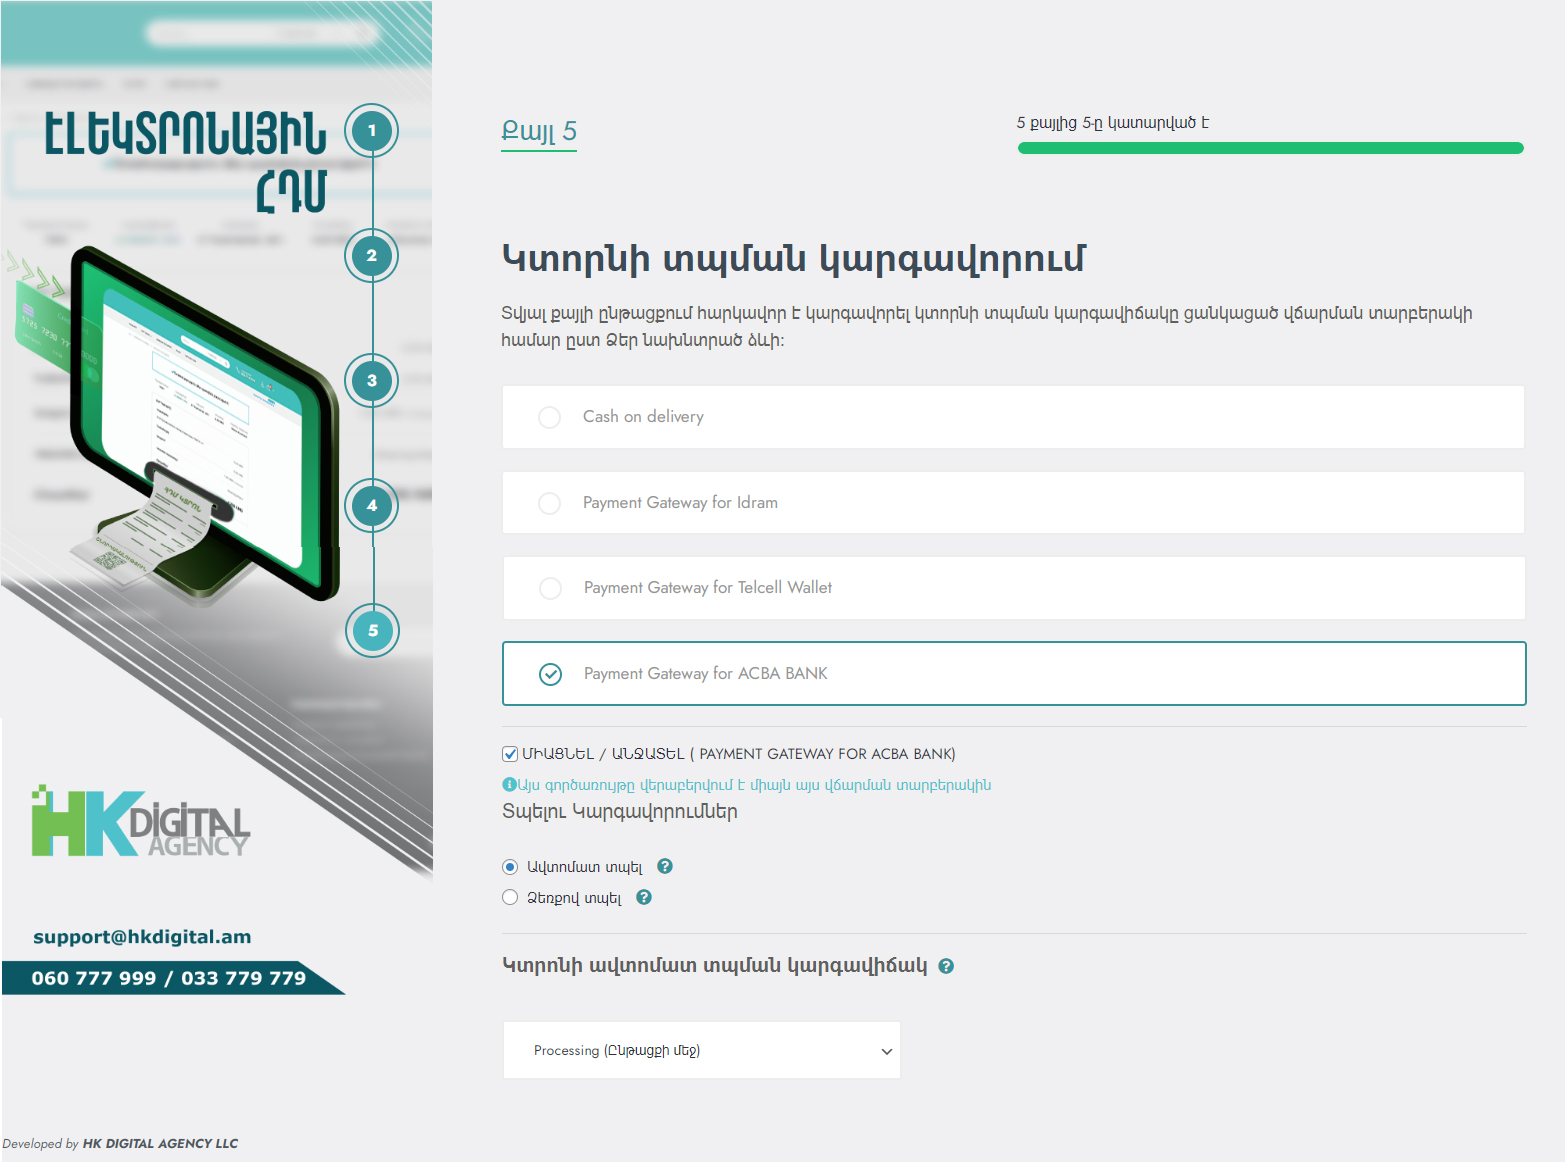 ԷԼԵԿՏՐՈՆԱՅԻՆ
ՀԴՄ
1
2
3
4
5
ՀԴՄ ԿՏՐՈՆ
HK DIGITAL
AGENCY
support@hkdigital.am
060 777 999 / 033 779 779
Developed by HK DIGITAL AGENCY LLC
Քայլ 5
5 քայլից 5-ը կատարված է
Կտորնի տպման կարգավորում
Տվյալ քայլի ընթացքում հարկավոր է կարգավորել կտորնի տպման կարգավիճակը ցանկացած վճարման տարբերակի
համար ըստ Ձեր նախնտրած ձևի:
Cash on delivery
Payment Gateway for Idram
Payment Gateway for Telcell Wallet
Payment Gateway for ACBA BANK
ՄԻԱՑՆԵԼ / ԱՆՋԱՏԵԼ ( PAYMENT GATEWAY FOR ACBA BANK)
Այս գործառույթը վերաբերվում է միայն այս վճարման տարբերակին
Տպելու Կարգավորումներ
Ավտոմատ տպել
Ձեռքով տպել
Կտրոնի ավտոմատ տպման կարգավիճակ
Processing (Ընթացքի մեջ)